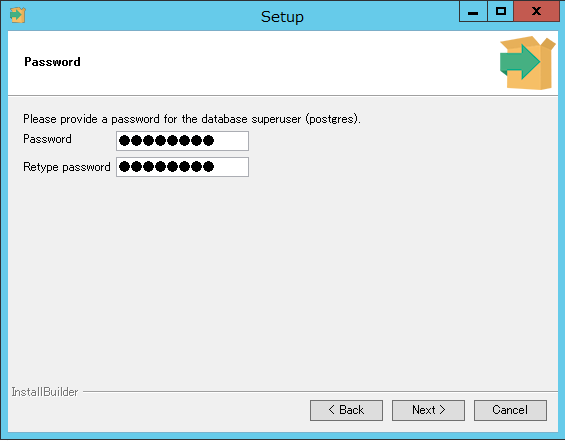 Setup
Password
Please provide a password for the database superuser (postgres).
Password ●●●●●●●●
Retype password ●●●●●●●●
InstallBuilder
< Back Next > Cancel